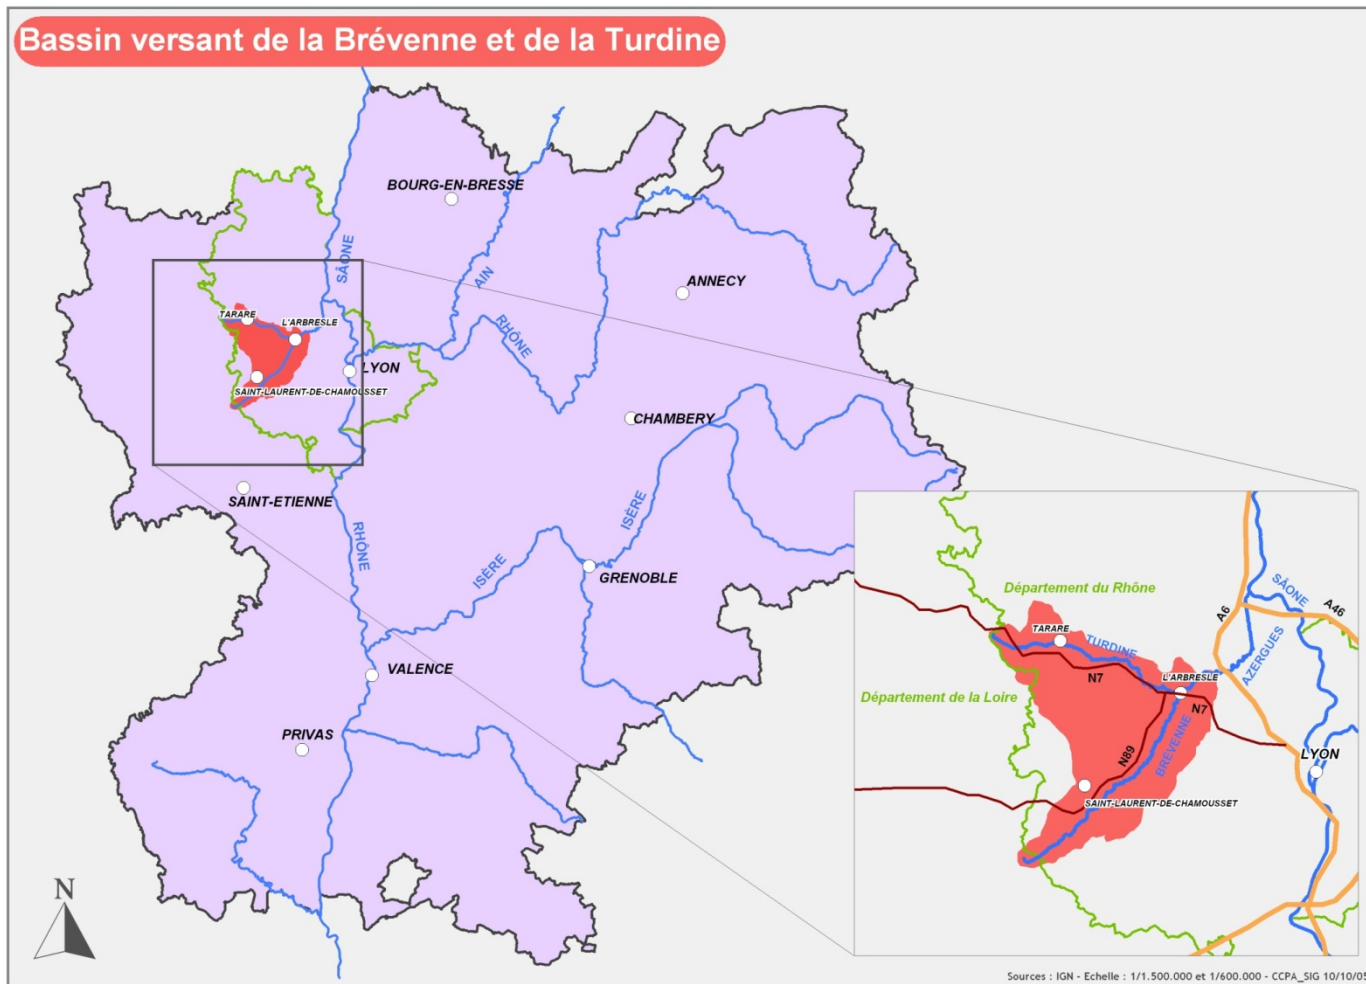 Bassin versant de la Brévenne et de la Turdine
BOURG-EN-BRESSE
SÂONE
AIN
ANNECY
RHÔNE
TARARE
L'ARBRESLE
LYON
SAINT-LAURENT-DE-CHAMOUSSET
CHAMBERY
SAINT-ETIENNE
RHÔNE
ISÈRE
ISÈRE
GRENOBLE
VALENCE
PRIVAS
N
Département du Rhône
SÂONE
A6
A46
TARARE
TURDINE
AZERGUES
L'ARBRESLE
N7
Département de la Loire
N7
BRÉVENNE
N89
LYON
SAINT-LAURENT-DE-CHAMOUSSET
Sources : IGN - Echelle : 1/1.500.000 et 1/600.000 - CCPA_SIG 10/10/05